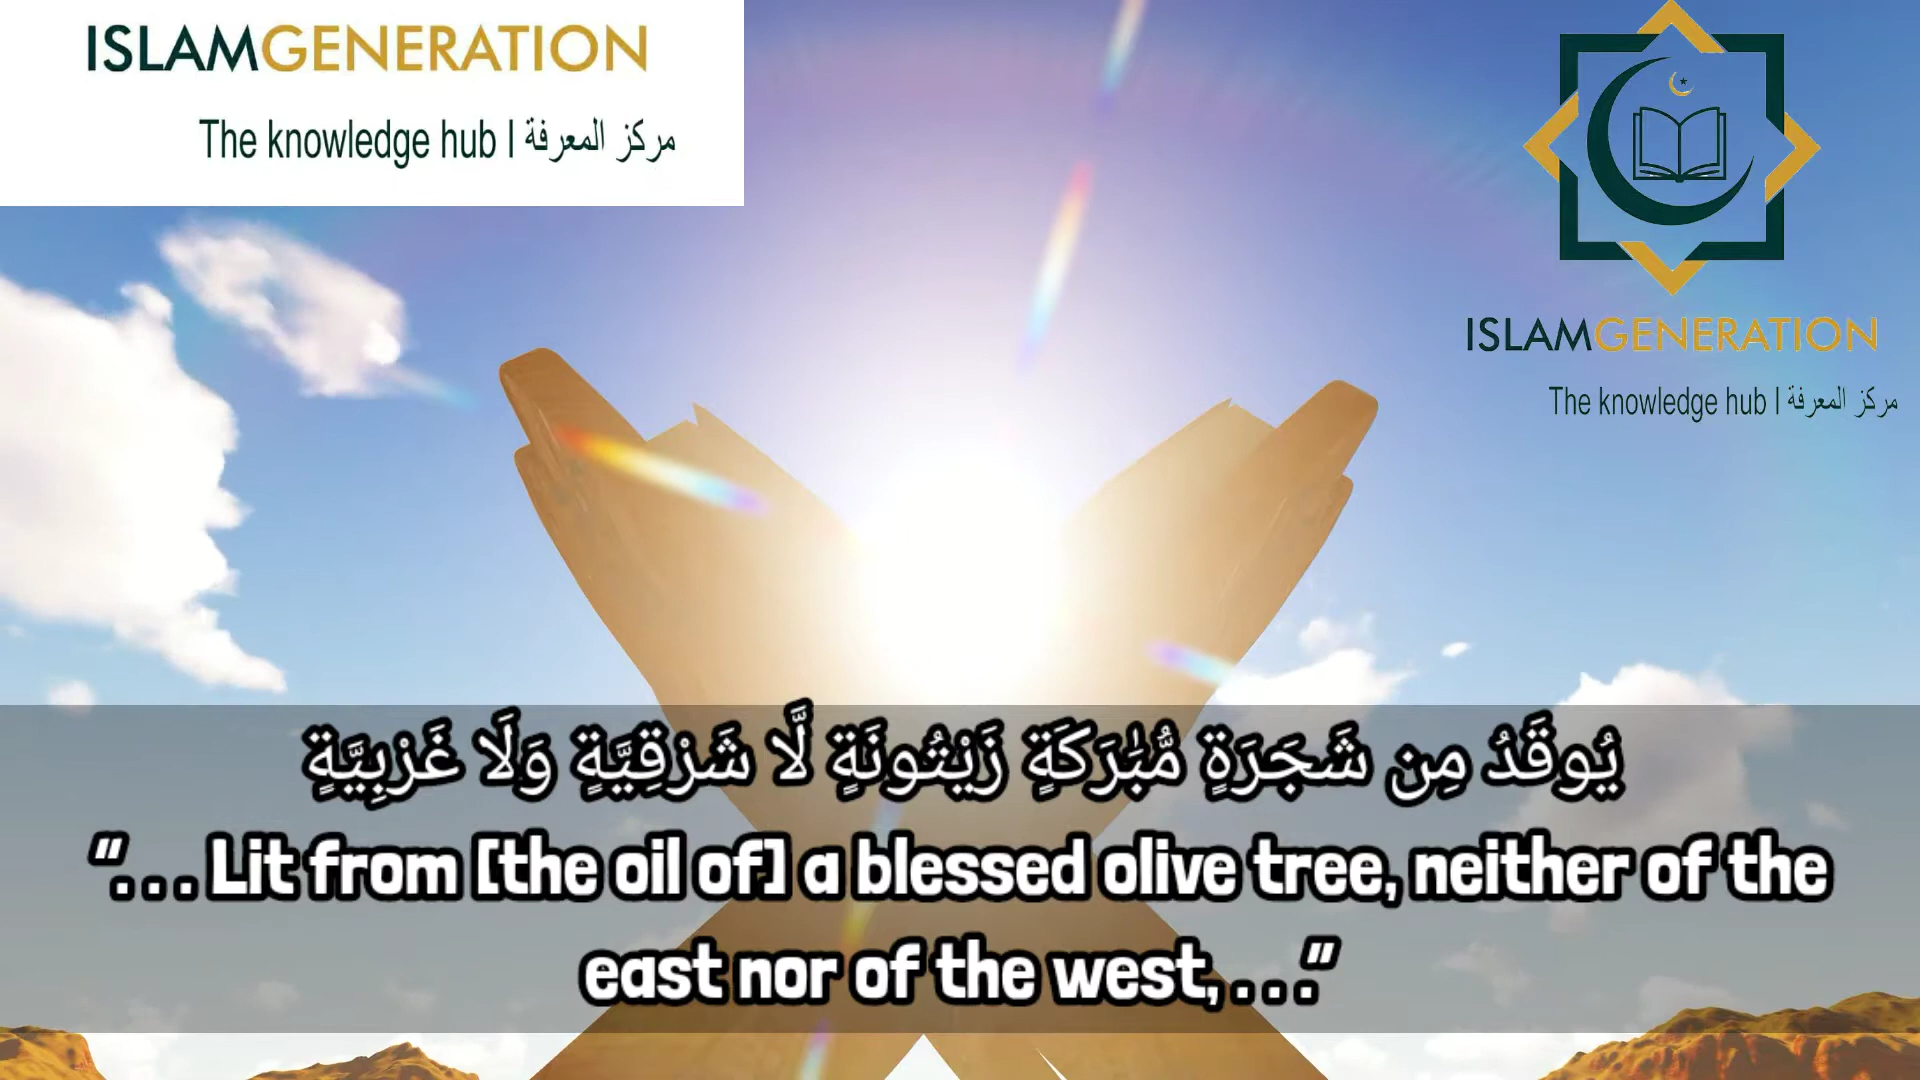 ISLAMGENERATION
The knowledge hub | مركز المعرفة
ISLAMGENERATION
The knowledge hub | مركز المعرفة
يُوقَدُ مِن شَجَرَةٍ مُّبَٰرَكَةٍ زَيْتُونَةٍ لَّا شَرْقِيَّةٍ وَلَا غَرْبِيَّةٍ
“. . . Lit from [the oil of] a blessed olive tree, neither of the
east nor of the west, . . .”